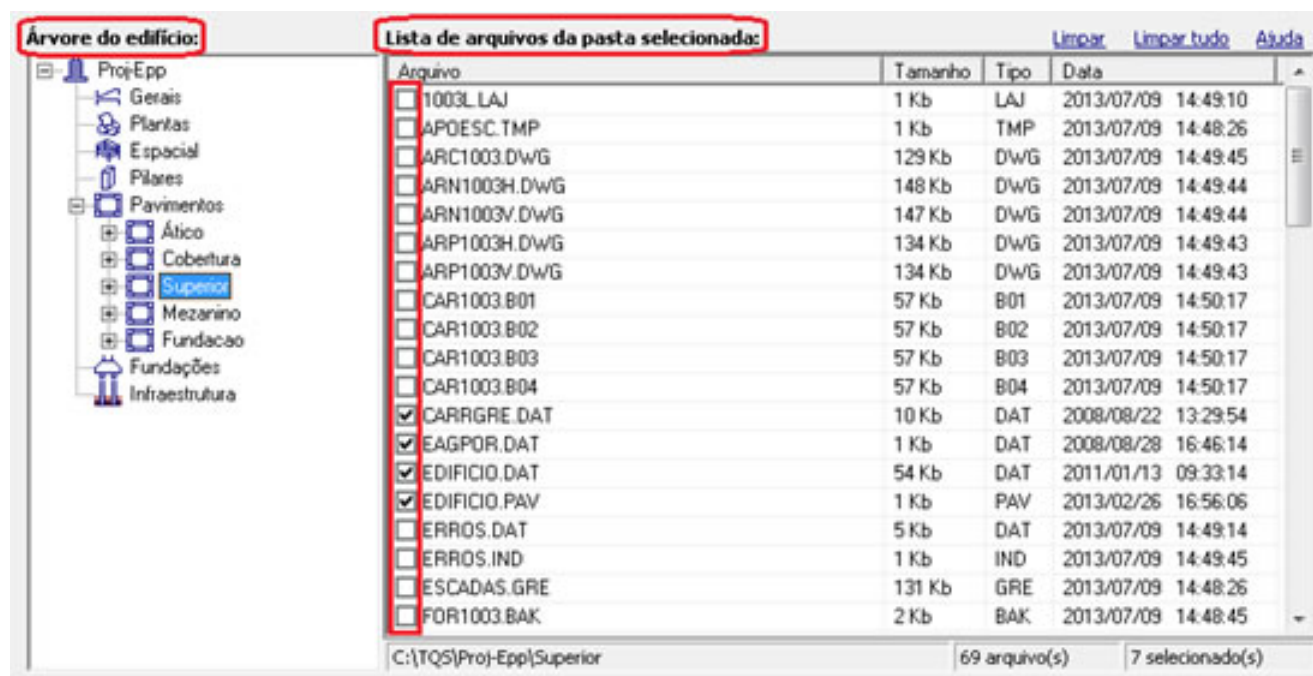 Árvore do edifício:
Lista de arquivos da pasta selecionada:
Limpar Limpar tudo Ajuda
Proj-Epp
Gerais
Plantas
Espacial
Pilares
Pavimentos
Ático
Cobertura
Superior
Mezanino
Fundacao
Fundações
Infraestrutura
Arquivo Tamanho Tipo Data
1003L.LAJ 1 Kb LAJ 2013/07/09 14:49:10
APOESC.TMP 1 Kb TMP 2013/07/09 14:48:26
ARC1003.DWG 129 Kb DWG 2013/07/09 14:49:45
ARN1003H.DWG 148 Kb DWG 2013/07/09 14:49:44
ARN1003V.DWG 147 Kb DWG 2013/07/09 14:49:44
ARP1003H.DWG 134 Kb DWG 2013/07/09 14:49:43
ARP1003V.DWG 134 Kb DWG 2013/07/09 14:49:43
CAR1003.B01 57 Kb B01 2013/07/09 14:50:17
CAR1003.B02 57 Kb B02 2013/07/09 14:50:17
CAR1003.B03 57 Kb B03 2013/07/09 14:50:17
CAR1003.B04 57 Kb B04 2013/07/09 14:50:17
CARRGRE.DAT 10 Kb DAT 2008/08/22 13:29:54
EAGPOR.DAT 1 Kb DAT 2008/08/28 16:46:14
EDIFICIO.DAT 54 Kb DAT 2011/01/13 09:33:14
EDIFICIO.PAV 1 Kb PAV 2013/02/26 16:56:06
ERROS.DAT 5 Kb DAT 2013/07/09 14:49:14
ERROS.IND 1 Kb IND 2013/07/09 14:49:45
ESCADAS.GRE 131 Kb GRE 2013/07/09 14:48:26
FOR1003.BAK 2 Kb BAK 2013/07/09 14:48:45
C:\TQS\Proj-Epp\Superior 69 arquivo(s) 7 selecionado(s)